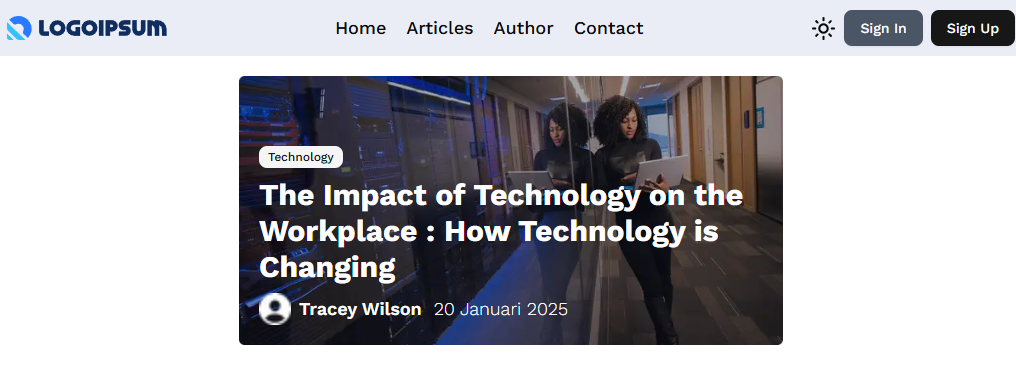 LOGOIPSUM
Home Articles Author Contact
Sign In Sign Up
Technology
The Impact of Technology on the
Workplace : How Technology is
Changing
Tracey Wilson 20 Januari 2025